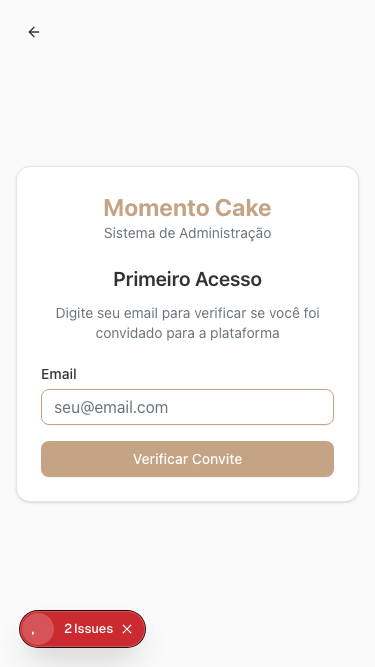 Momento Cake
Sistema de Administração
Primeiro Acesso
Digite seu email para verificar se você foi
convidado para a plataforma
Email
seu@email.com
Verificar Convite
2 Issues